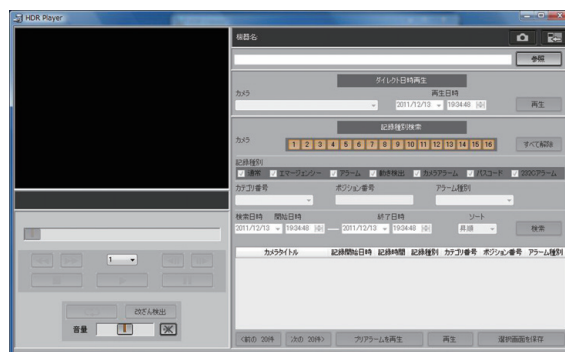 HDR Player
機器名
参照
ダイレクト日時再生
カメラ
再生日時
2011/12/13 19:34:48
再生
記録種別検索
カメラ
1 2 3 4 5 6 7 8 9 10 11 12 13 14 15 16
すべて解除
記録種別
通常 エマージェンシー アラーム 動き検出 カメラアラーム パスコード
カテゴリ番号 ポジション番号 アラーム種別
検索日時 開始日時 終了日時 ソート
2011/12/13 19:34:48 — 2011/12/13 19:34:48 昇順 検索
カメラタイトル 記録開始日時 記録時間 記録種別 カテゴリ番号 ポジション番号 アラーム種別
1
改ざん検出
音量
<前の 20件 次の 20件> プリアラームを再生 再生 選択画面を保存